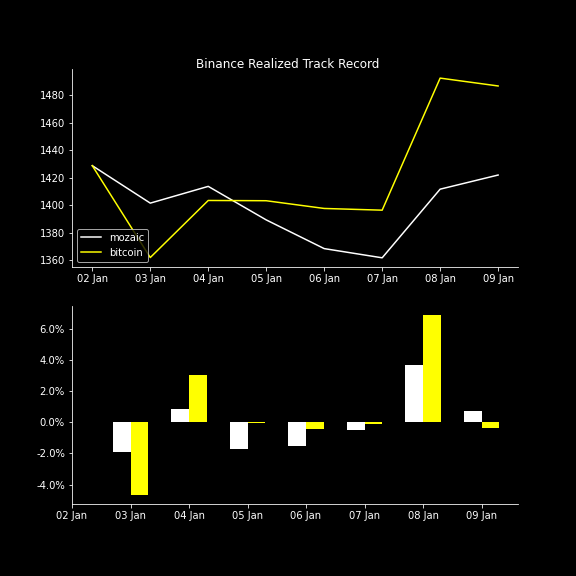 Binance Realized Track Record
1480
1460
1440
1420
1400
1380
1360
mozaic
bitcoin
02 Jan 03 Jan 04 Jan 05 Jan 06 Jan 07 Jan 08 Jan 09 Jan
6.0%
4.0%
2.0%
0.0%
-2.0%
-4.0%
02 Jan 03 Jan 04 Jan 05 Jan 06 Jan 07 Jan 08 Jan 09 Jan